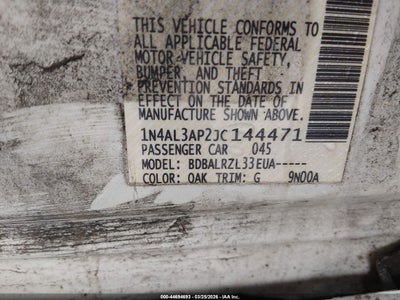 THIS VEHICLE CONFORMS TO
ALL APPLICABLE FEDERAL
MOTOR VEHICLE SAFETY,
BUMPER, AND THEFT
PREVENTION STANDARDS IN
EFFECT ON THE DATE OF
MANUFACTURE SHOWN ABOVE.
1N4AL3AP2JC144471
PASSENGER CAR 045
MODEL: BDBALRZL33EUA-----
COLOR: QAK TRIM: G 9N00A
000-44694693 - 03/25/2026 - IAA Inc.